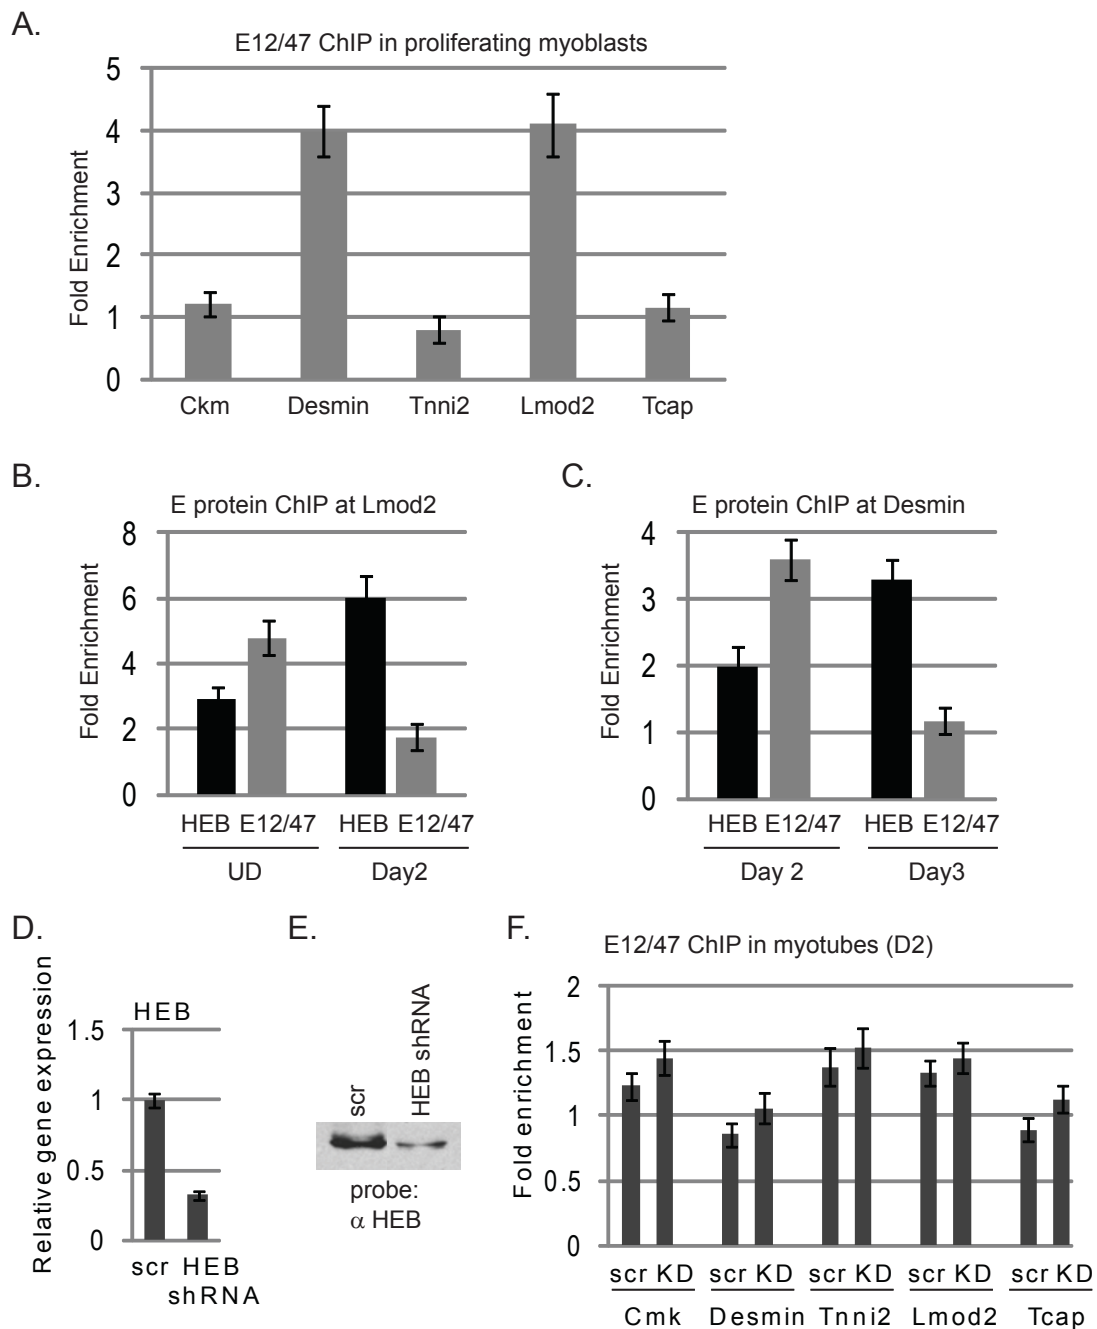 A.
E12/47 ChIP in proliferating myoblasts
Fold Enrichment
5
4
3
2
1
0
Ckm Desmin Tnni2 Lmod2 Tcap
B.
E protein ChIP at Lmod2
Fold Enrichment
8
6
4
2
0
HEB E12/47 HEB E12/47
UD Day2
C.
E protein ChIP at Desmin
Fold Enrichment
4
3
2
1
0
HEB E12/47 HEB E12/47
Day 2 Day3
D.
HEB
Relative gene expression
1.5
1
0.5
0
scr HEB
shRNA
E.
scr
HEB shRNA
probe:
α HEB
F.
E12/47 ChIP in myotubes (D2)
Fold enrichment
2
1.5
1
0.5
0
scr KD scr KD scr KD scr KD scr KD
Cmk Desmin Tnni2 Lmod2 Tcap